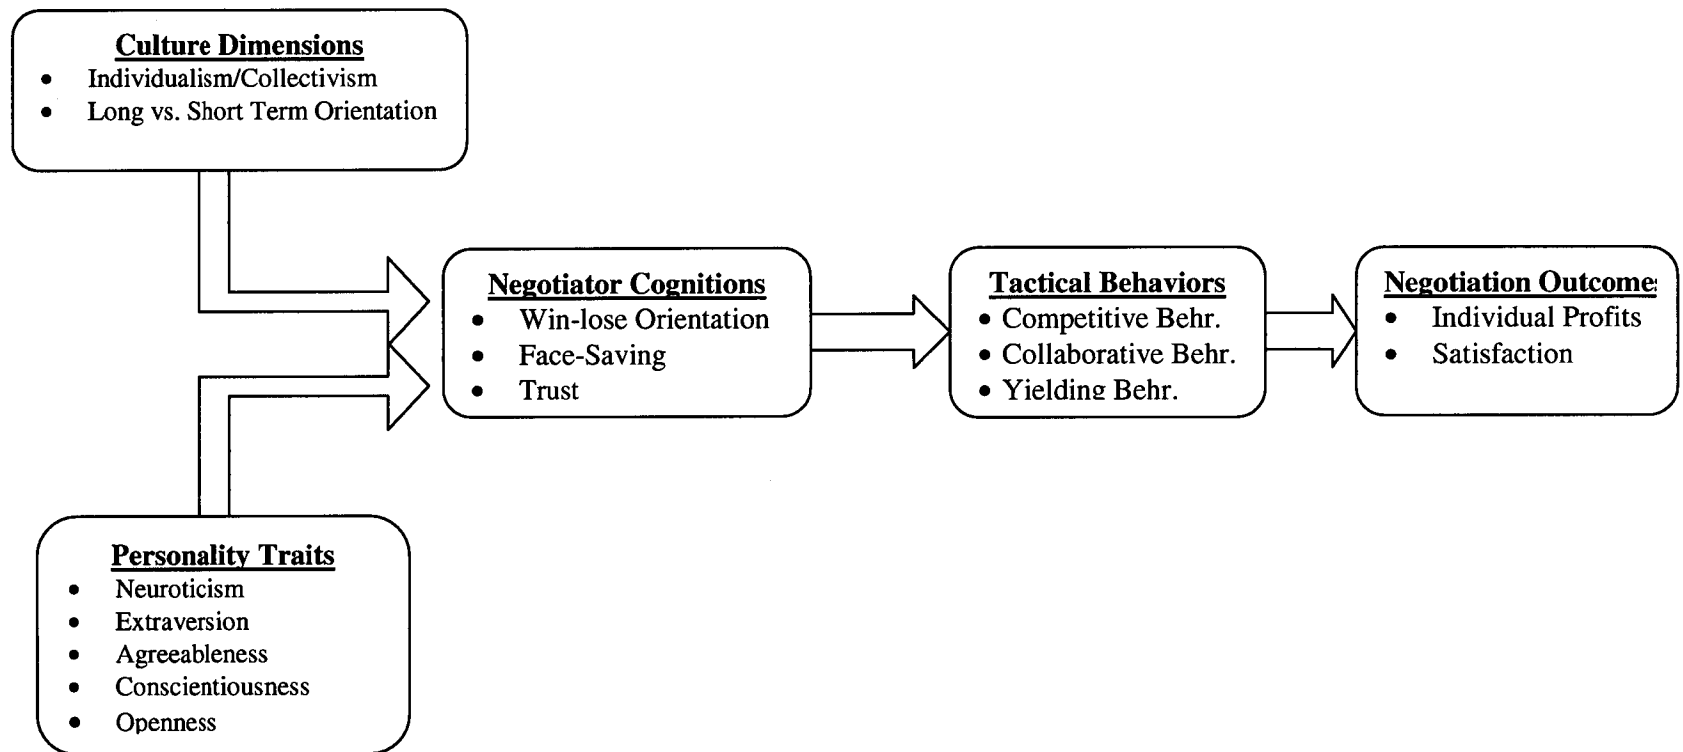 Culture Dimensions
• Individualism/Collectivism
• Long vs. Short Term Orientation
Negotiator Cognitions
• Win-lose Orientation
• Face-Saving
• Trust
Tactical Behaviors
• Competitive Behr.
• Collaborative Behr.
• Yielding Behr.
Negotiation Outcome
• Individual Profits
• Satisfaction
Personality Traits
• Neuroticism
• Extraversion
• Agreeableness
• Conscientiousness
• Openness